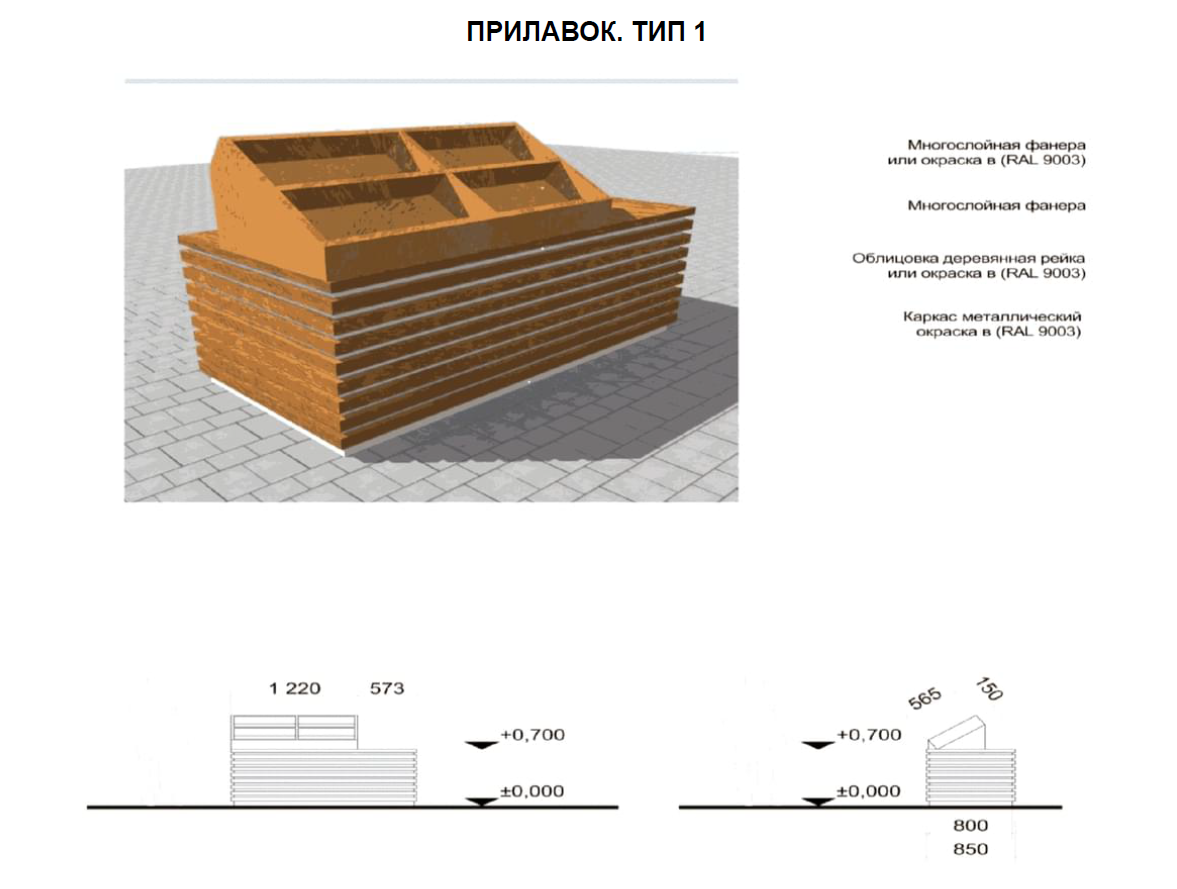 ПРИЛАВОК. ТИП 1
Многослойная фанера
или окраска в (RAL 9003)
Многослойная фанера
Облицовка деревянная рейка
или окраска в (RAL 9003)
Каркас металлический
окраска в (RAL 9003)
1 220
573
+0,700
±0,000
565
150
+0,700
±0,000
800
850